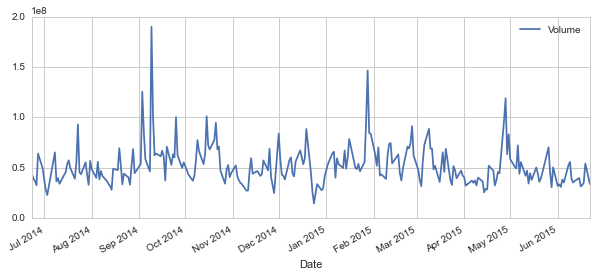 1e8
2.0
Volume
1.5
1.0
0.5
0.0
Jul 2014
Aug 2014
Sep 2014
Oct 2014
Nov 2014
Dec 2014
Jan 2015
Feb 2015
Mar 2015
Apr 2015
May 2015
Jun 2015
Date